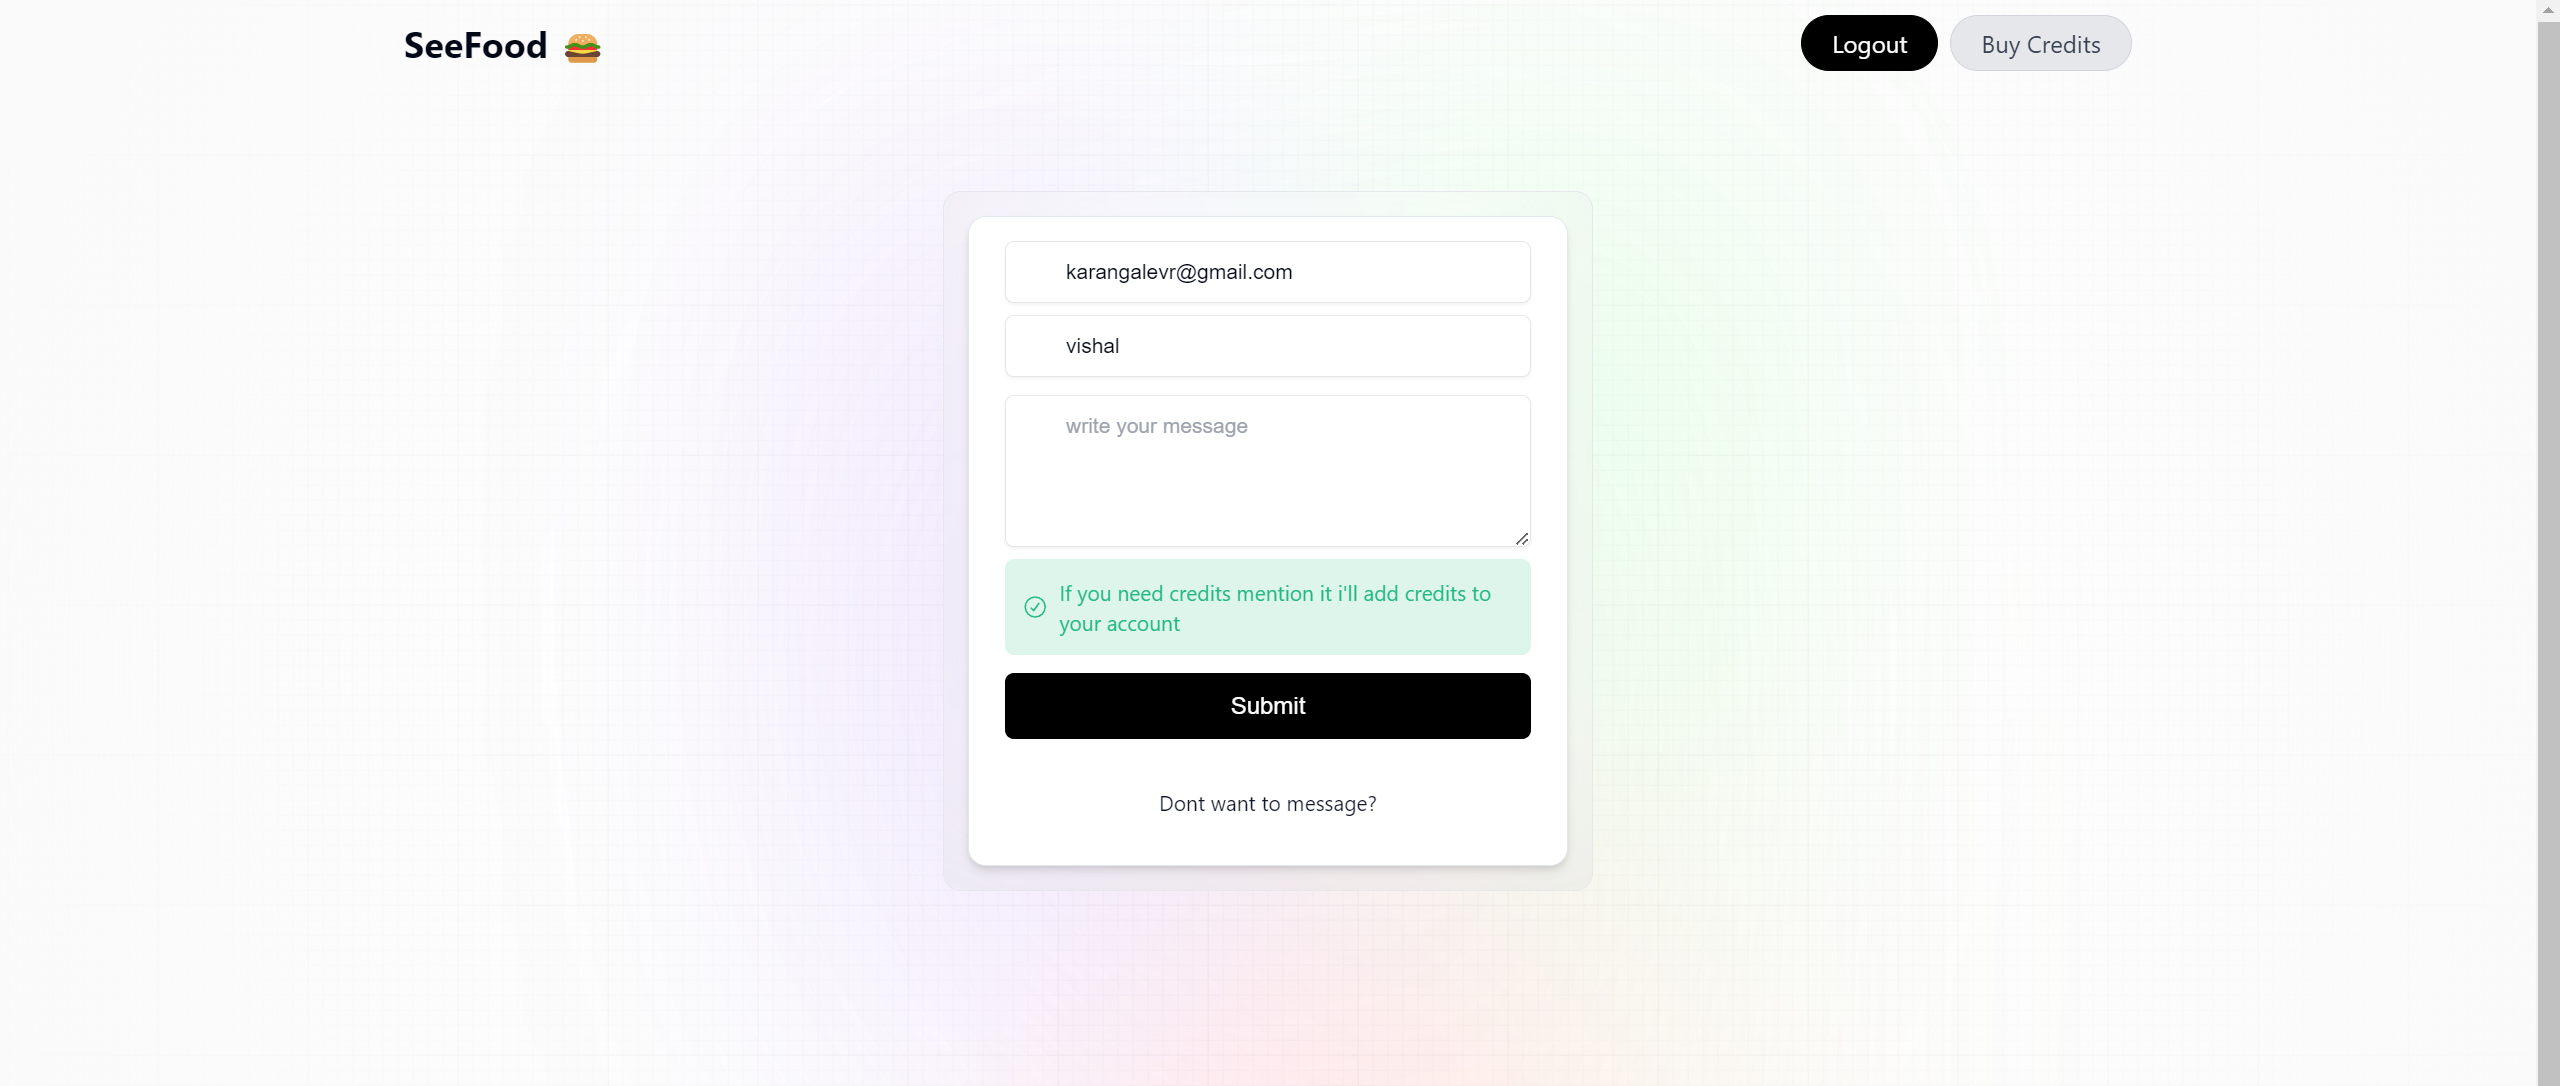 SeeFood
Logout
Buy Credits
karangalevr@gmail.com
vishal
write your message
If you need credits mention it i'll add credits to
your account
Submit
Dont want to message?